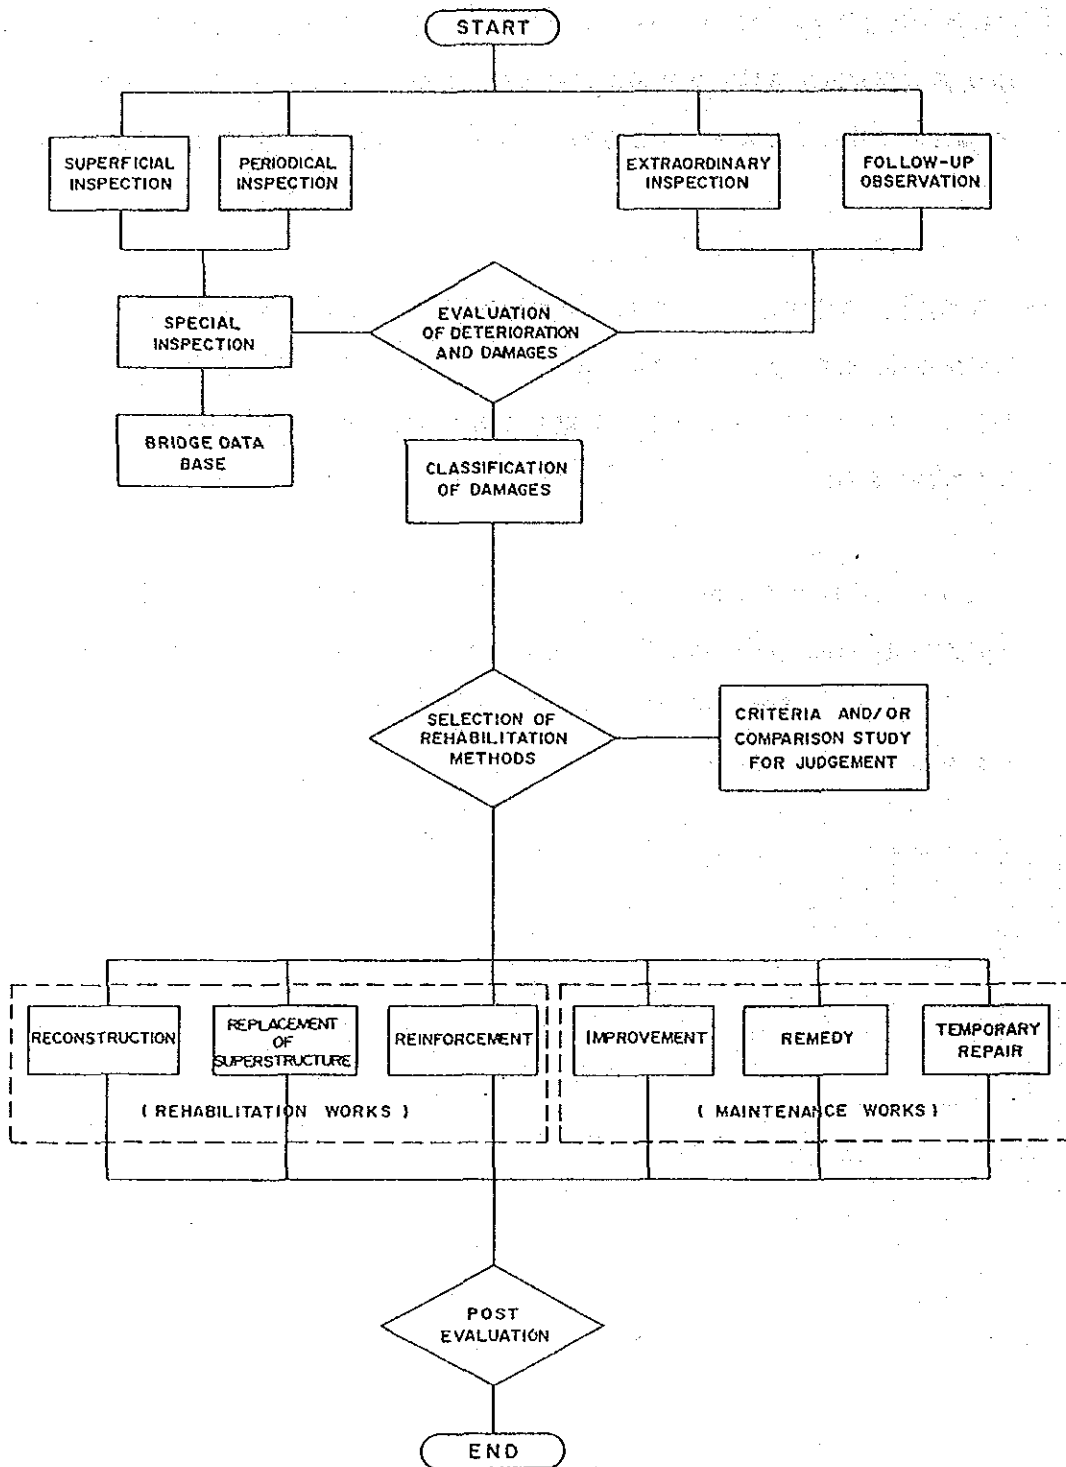 START
SUPERFICIAL
INSPECTION
PERIODICAL
INSPECTION
EXTRAORDINARY
INSPECTION
FOLLOW-UP
OBSERVATION
SPECIAL
INSPECTION
EVALUATION
OF DETERIORATION
AND DAMAGES
BRIDGE DATA
BASE
CLASSIFICATION
OF DAMAGES
SELECTION OF
REHABILITATION
METHODS
CRITERIA AND/OR
COMPARISON STUDY
FOR JUDGEMENT
RECONSTRUCTION
REPLACEMENT
OF
SUPERSTRUCTURE
REINFORCEMENT
IMPROVEMENT
REMEDY
TEMPORARY
REPAIR
( REHABILITATION WORKS )
( MAINTENANCE WORKS )
POST
EVALUATION
END